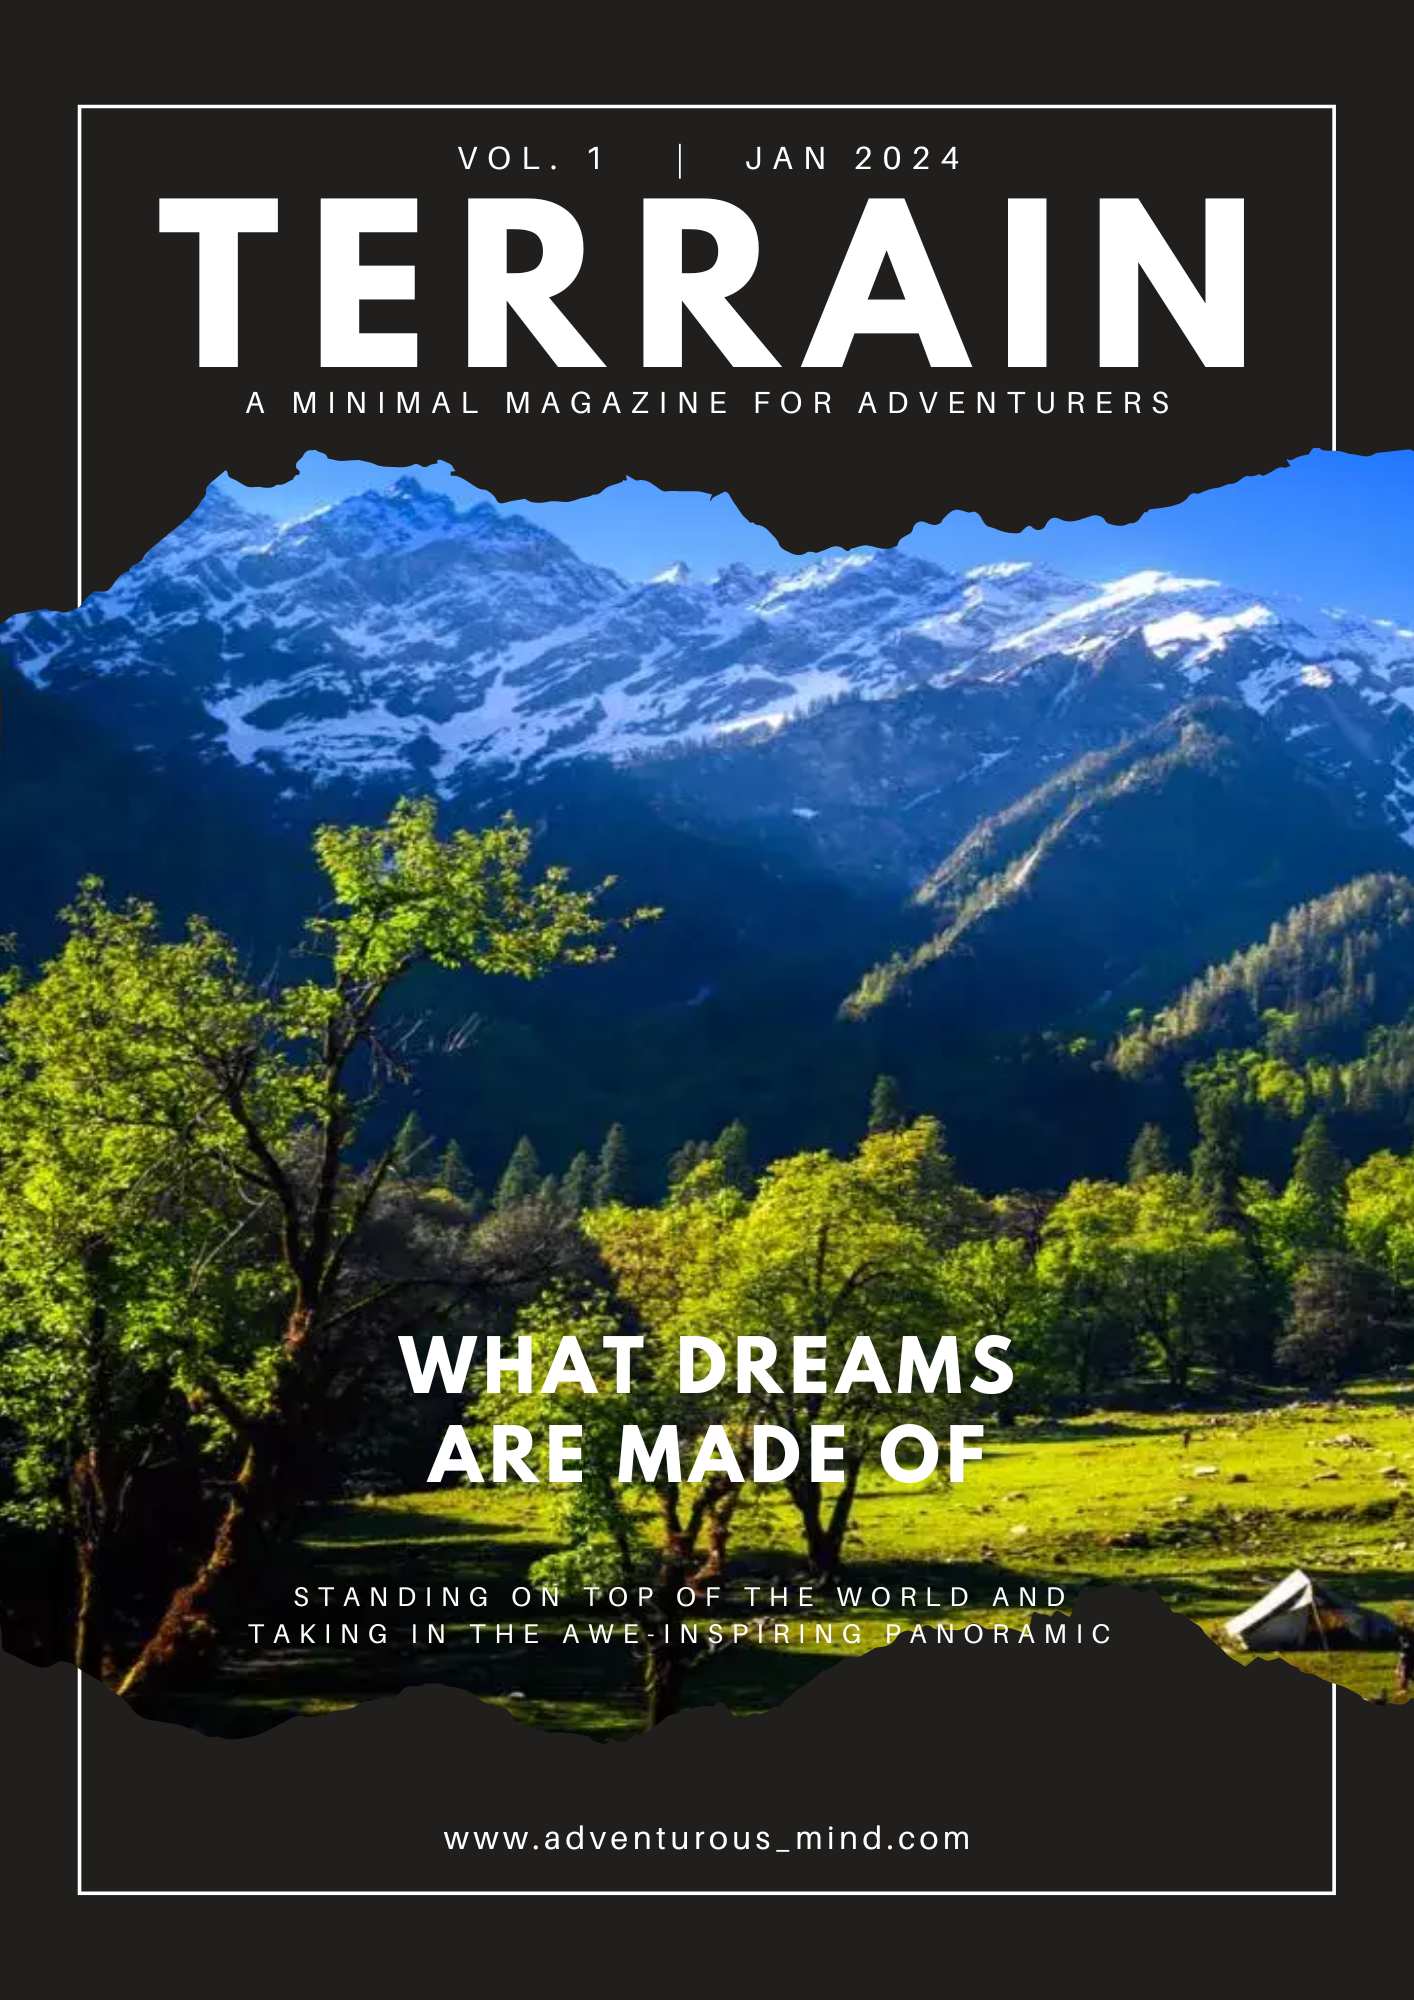 VOL. 1 | JAN 2024
TERRAIN
A MINIMAL MAGAZINE FOR ADVENTURERS
WHAT DREAMS
ARE MADE OF
STANDING ON TOP OF THE WORLD AND
TAKING IN THE AWE-INSPIRING PANORAMIC
www.adventurous_mind.com